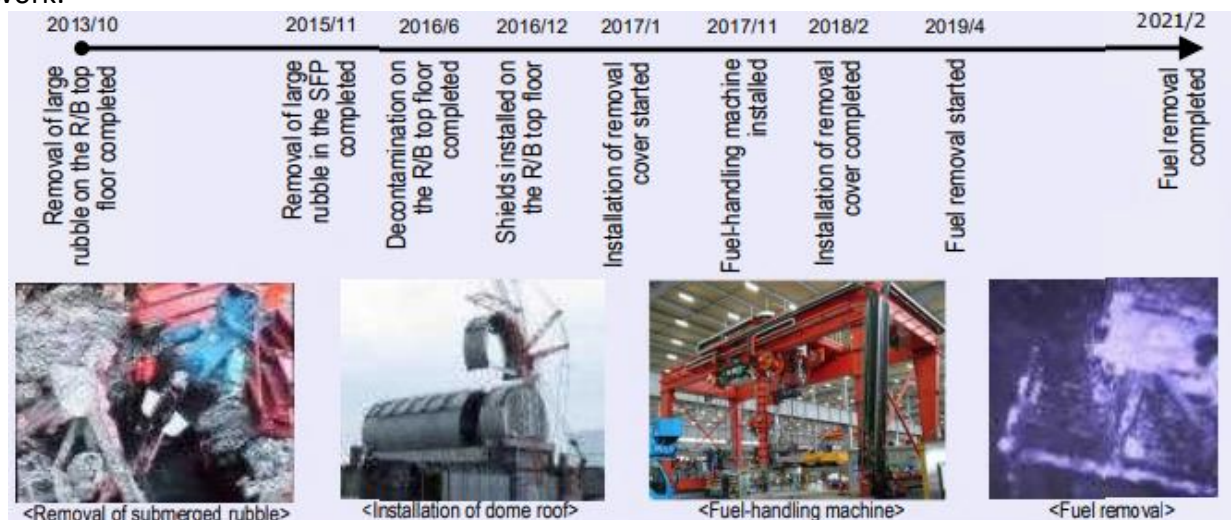 work.
2013/10
2015/11
2016/6
2016/12
2017/1
2017/11
2018/2
2019/4
2021/2
Removal of large
rubble on the R/B top
floor completed
Removal of large
rubble in the SFP
completed
Decontamination on
the R/B top floor
completed
Shields installed on
the R/B top floor
Installation of removal
cover started
Fuel-handling machine
installed
Installation of removal
cover completed
Fuel removal started
Fuel removal
completed
<Removal of submerged rubble>
<Installation of dome roof>
<Fuel-handling machine>
<Fuel removal>